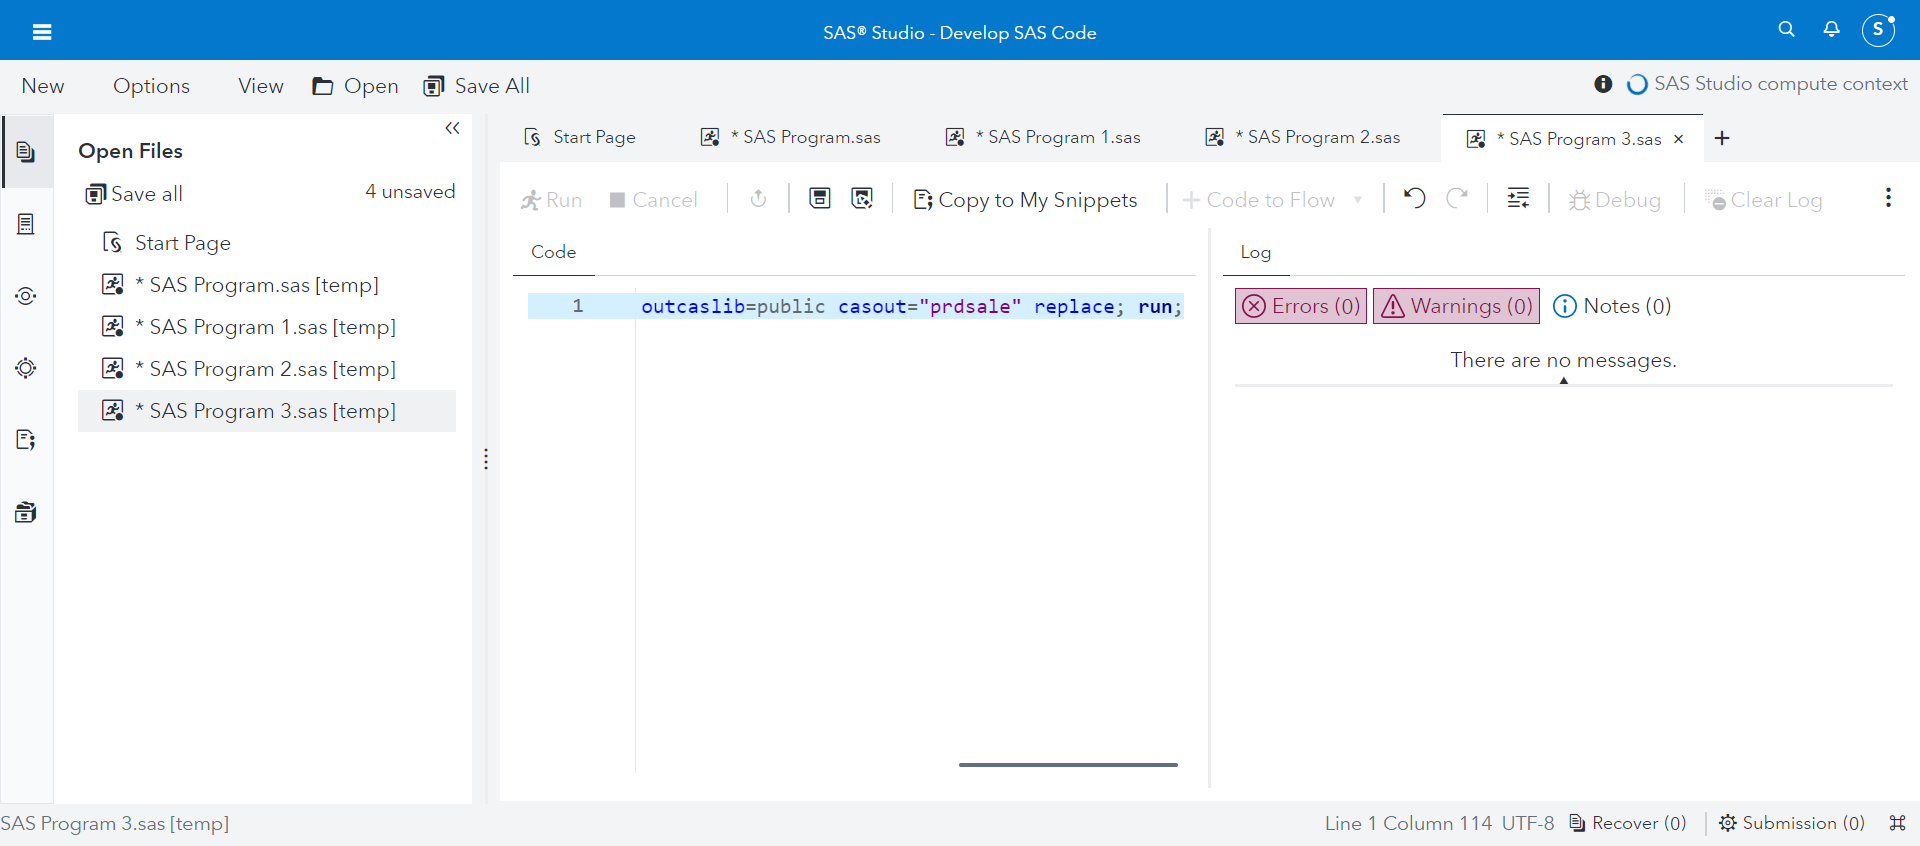 SAS® Studio - Develop SAS Code
S
New Options View Open Save All
SAS Studio compute context
Open Files
Save all 4 unsaved
Start Page
* SAS Program.sas [temp]
* SAS Program 1.sas [temp]
* SAS Program 2.sas [temp]
* SAS Program 3.sas [temp]
Start Page * SAS Program.sas * SAS Program 1.sas * SAS Program 2.sas * SAS Program 3.sas
Run Cancel Copy to My Snippets Code to Flow Debug Clear Log
Code
1 outcaslib=public casout="prdsale" replace; run;
Log
Errors (0) Warnings (0) Notes (0)
There are no messages.
SAS Program 3.sas [temp]
Line 1 Column 114 UTF-8 Recover (0) Submission (0)